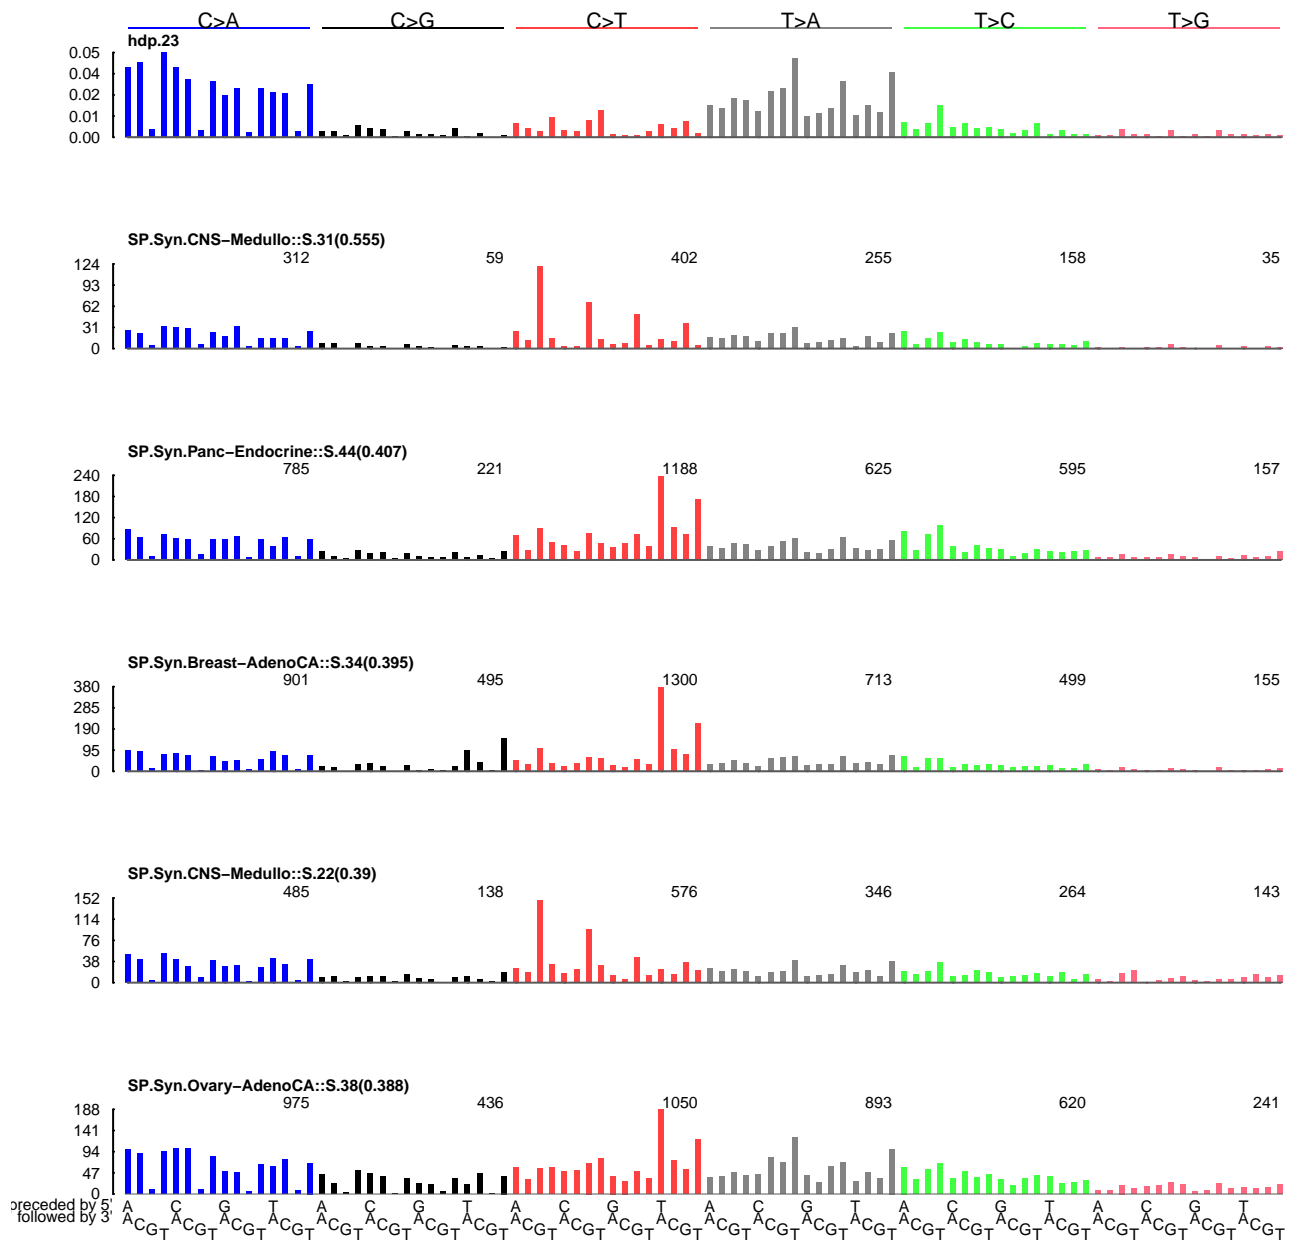 C>A C>G C>T T>A T>C T>G
hdp.23
0.05
0.04
0.02
0.01
0.00
SP.Syn.CNS−Medullo::S.31(0.555)
312 59 402 255 158 35
124
93
62
31
0
SP.Syn.Panc−Endocrine::S.44(0.407)
785 221 1188 625 595 157
240
180
120
60
0
SP.Syn.Breast−AdenoCA::S.34(0.395)
901 495 1300 713 499 155
380
285
190
95
0
SP.Syn.CNS−Medullo::S.22(0.39)
485 138 576 346 264 143
152
114
76
38
0
SP.Syn.Ovary−AdenoCA::S.38(0.388)
975 436 1050 893 620 241
188
141
94
47
0
preceded by 5' A C G T A C G T A C G T A C G T A C G T A C G T
followed by 3' A C G T A C G T A C G T A C G T A C G T A C G T A C G T A C G T A C G T A C G T A C G T A C G T A C G T A C G T A C G T A C G T A C G T A C G T A C G T A C G T A C G T A C G T A C G T A C G T